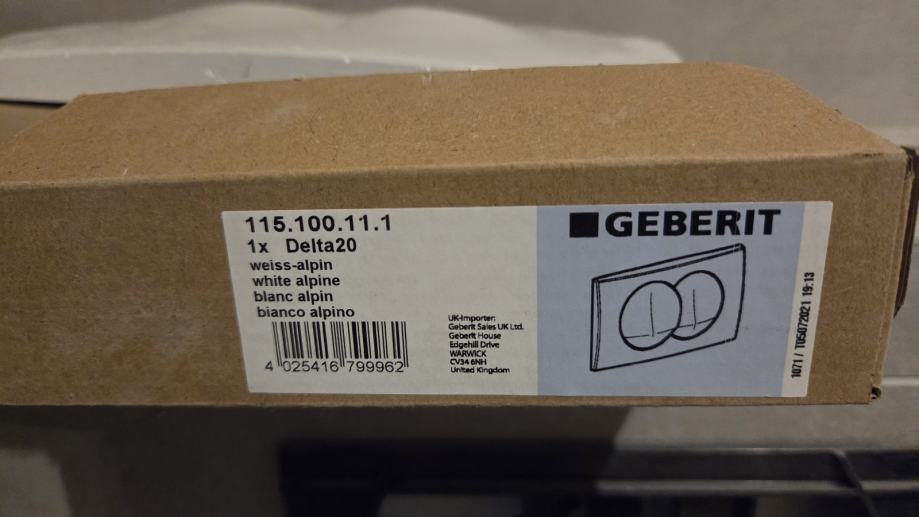 115.100.11.1
1x Delta20
weiss-alpin
white alpine
blanc alpin
bianco alpino
4 025416 799962
UK-Importer:
Geberit Sales UK Ltd.
Geberit House
Edgehill Drive
WARWICK
CV34 6NH
United Kingdom
GEBERIT
1071 / T05072021 19:13